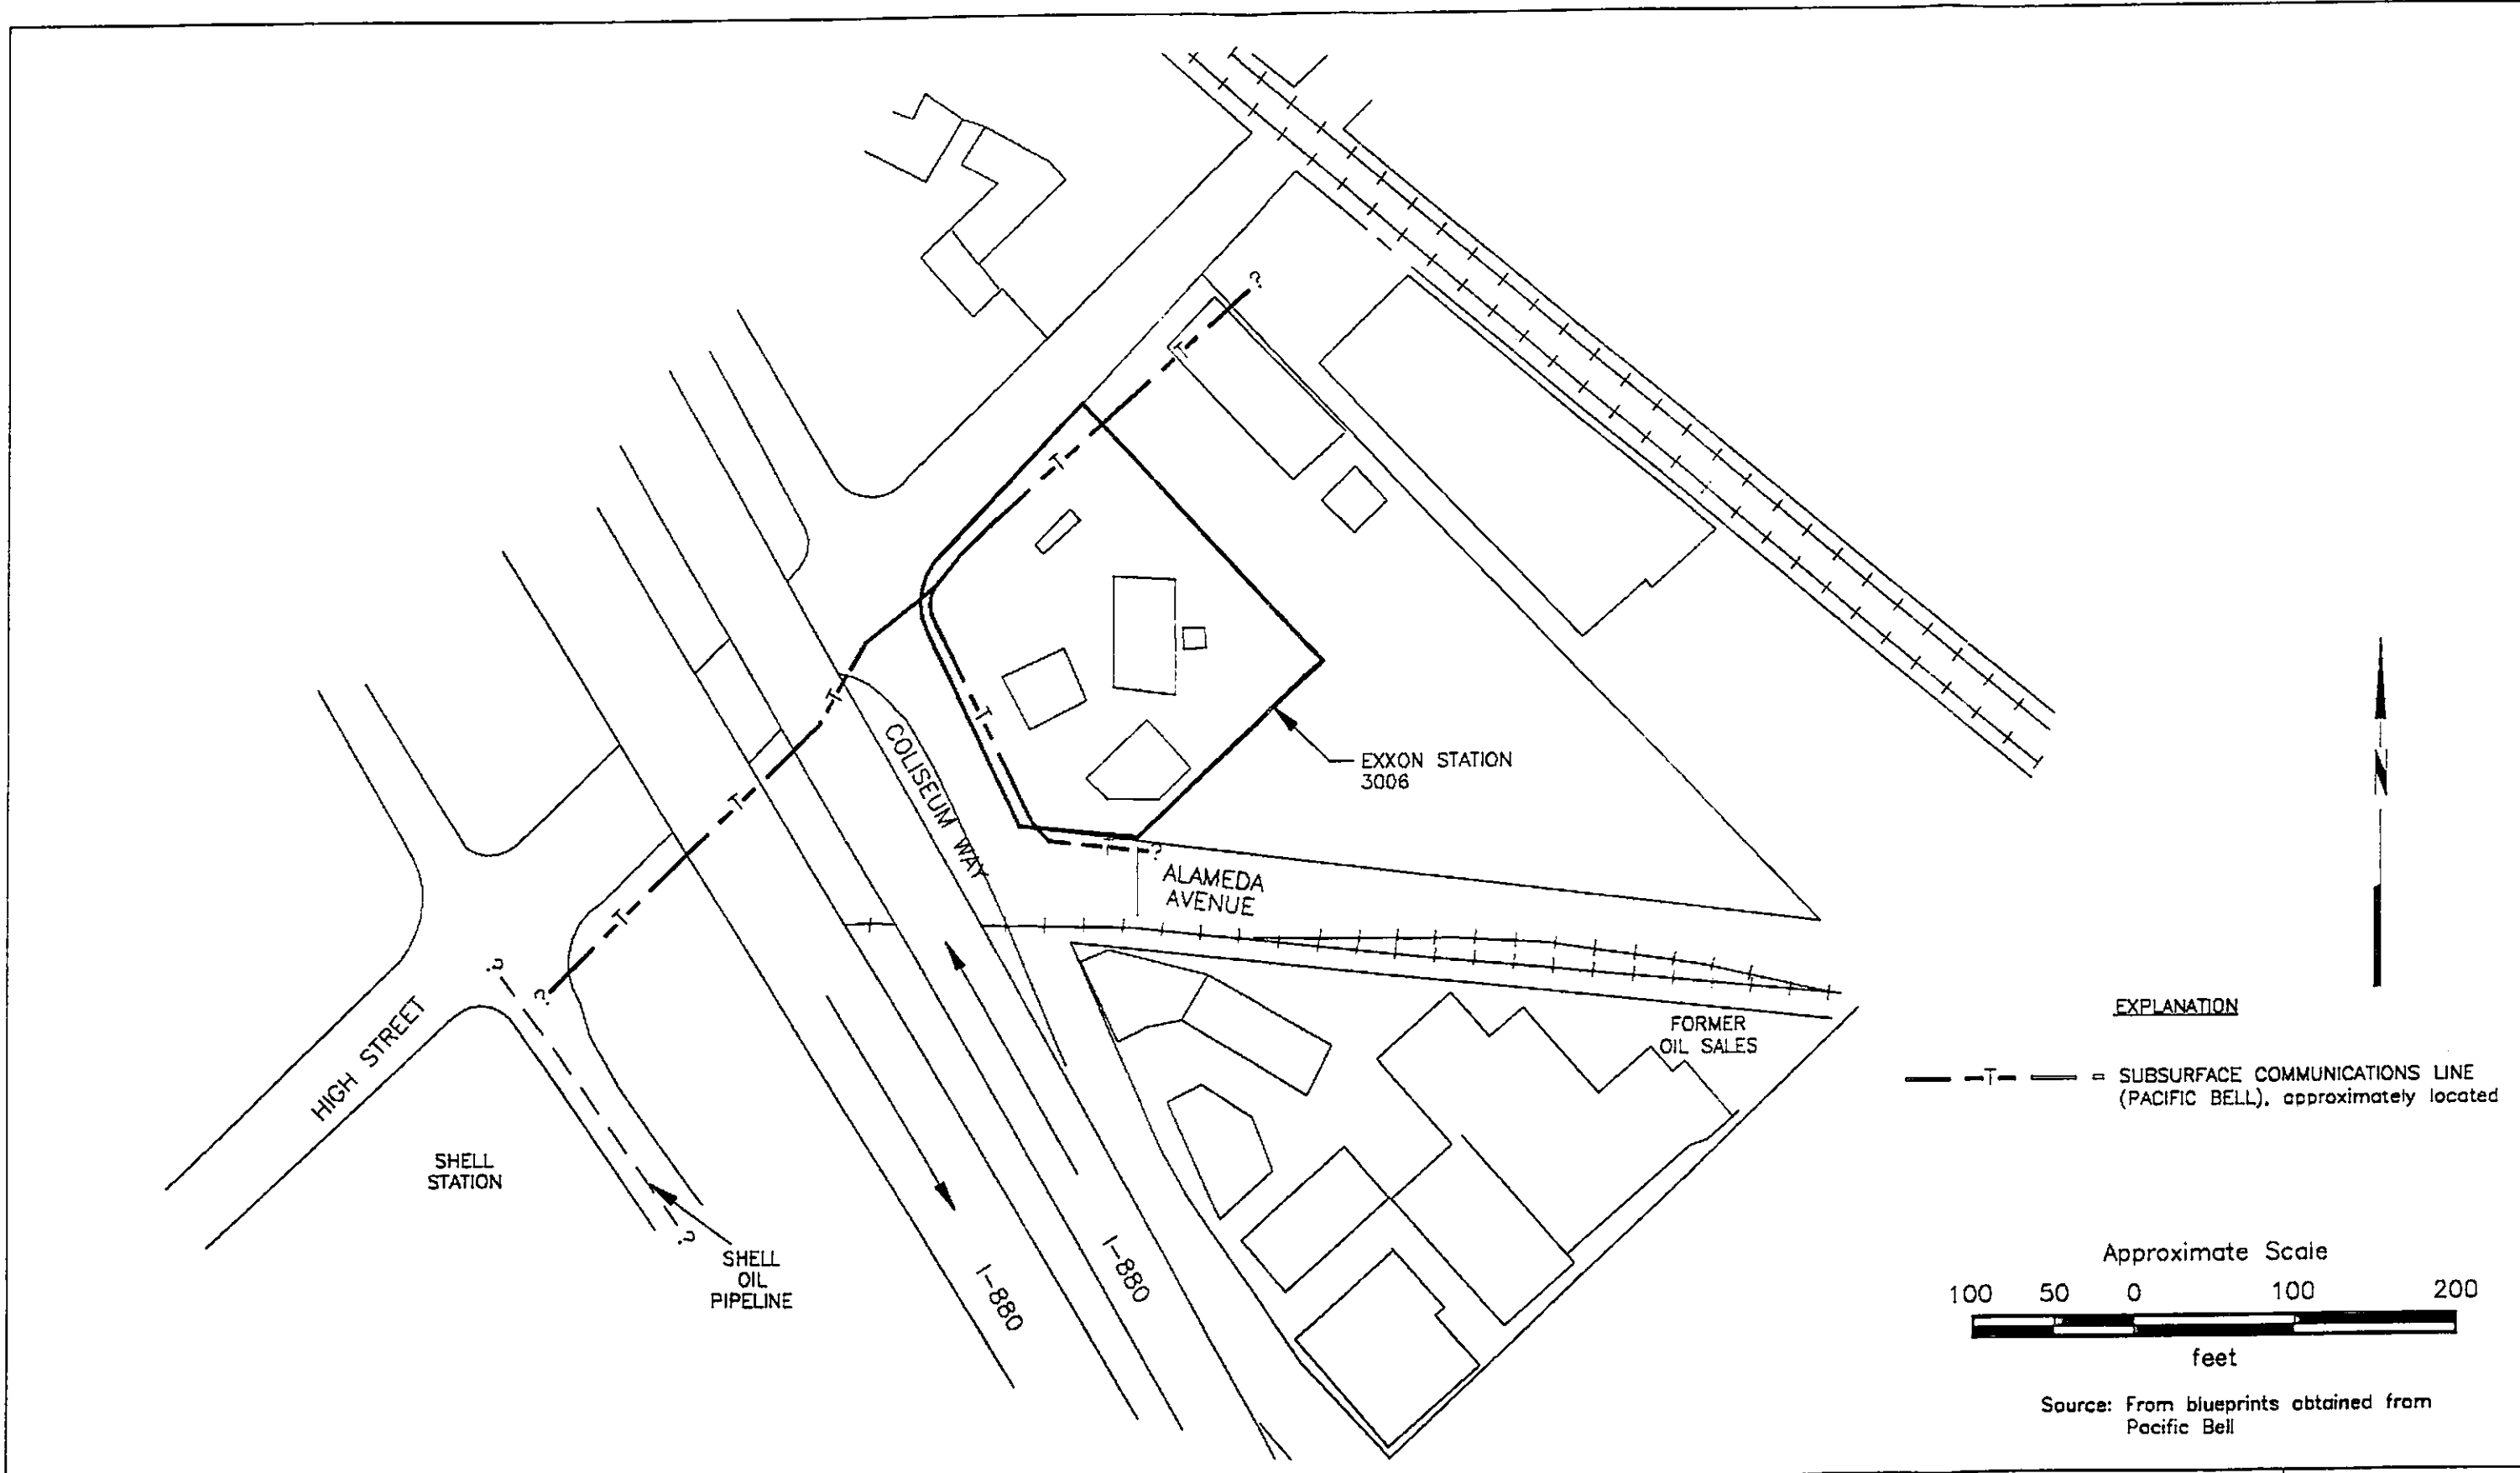 ?
T
T
T
COLISEUM WAY
T
T
T
EXXON STATION
3006
?
ALAMEDA
AVENUE
?
?
HIGH STREET
SHELL
STATION
?
SHELL
OIL
PIPELINE
I-880
I-880
FORMER
OIL SALES
N
EXPLANATION
T = SUBSURFACE COMMUNICATIONS LINE
(PACIFIC BELL), approximately located
Approximate Scale
100 50 0 100 200
feet
Source: From blueprints obtained from
Pacific Bell